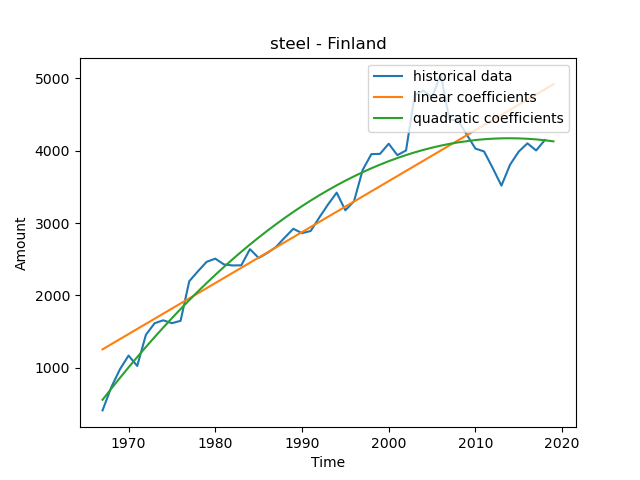 steel - Finland
historical data
linear coefficients
quadratic coefficients
5000
4000
3000
2000
1000
Amount
1970 1980 1990 2000 2010 2020
Time